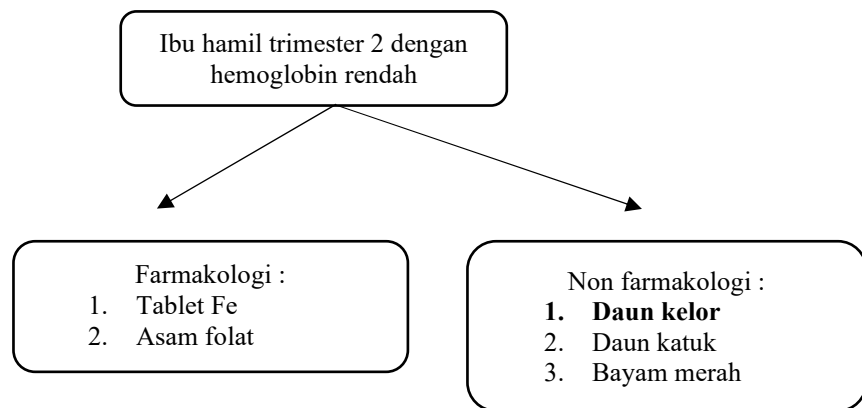 Ibu hamil trimester 2 dengan
hemoglobin rendah
Farmakologi :
1. Tablet Fe
2. Asam folat
Non farmakologi :
1. Daun kelor
2. Daun katuk
3. Bayam merah